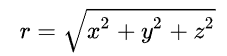 r = √(x² + y² + z²)